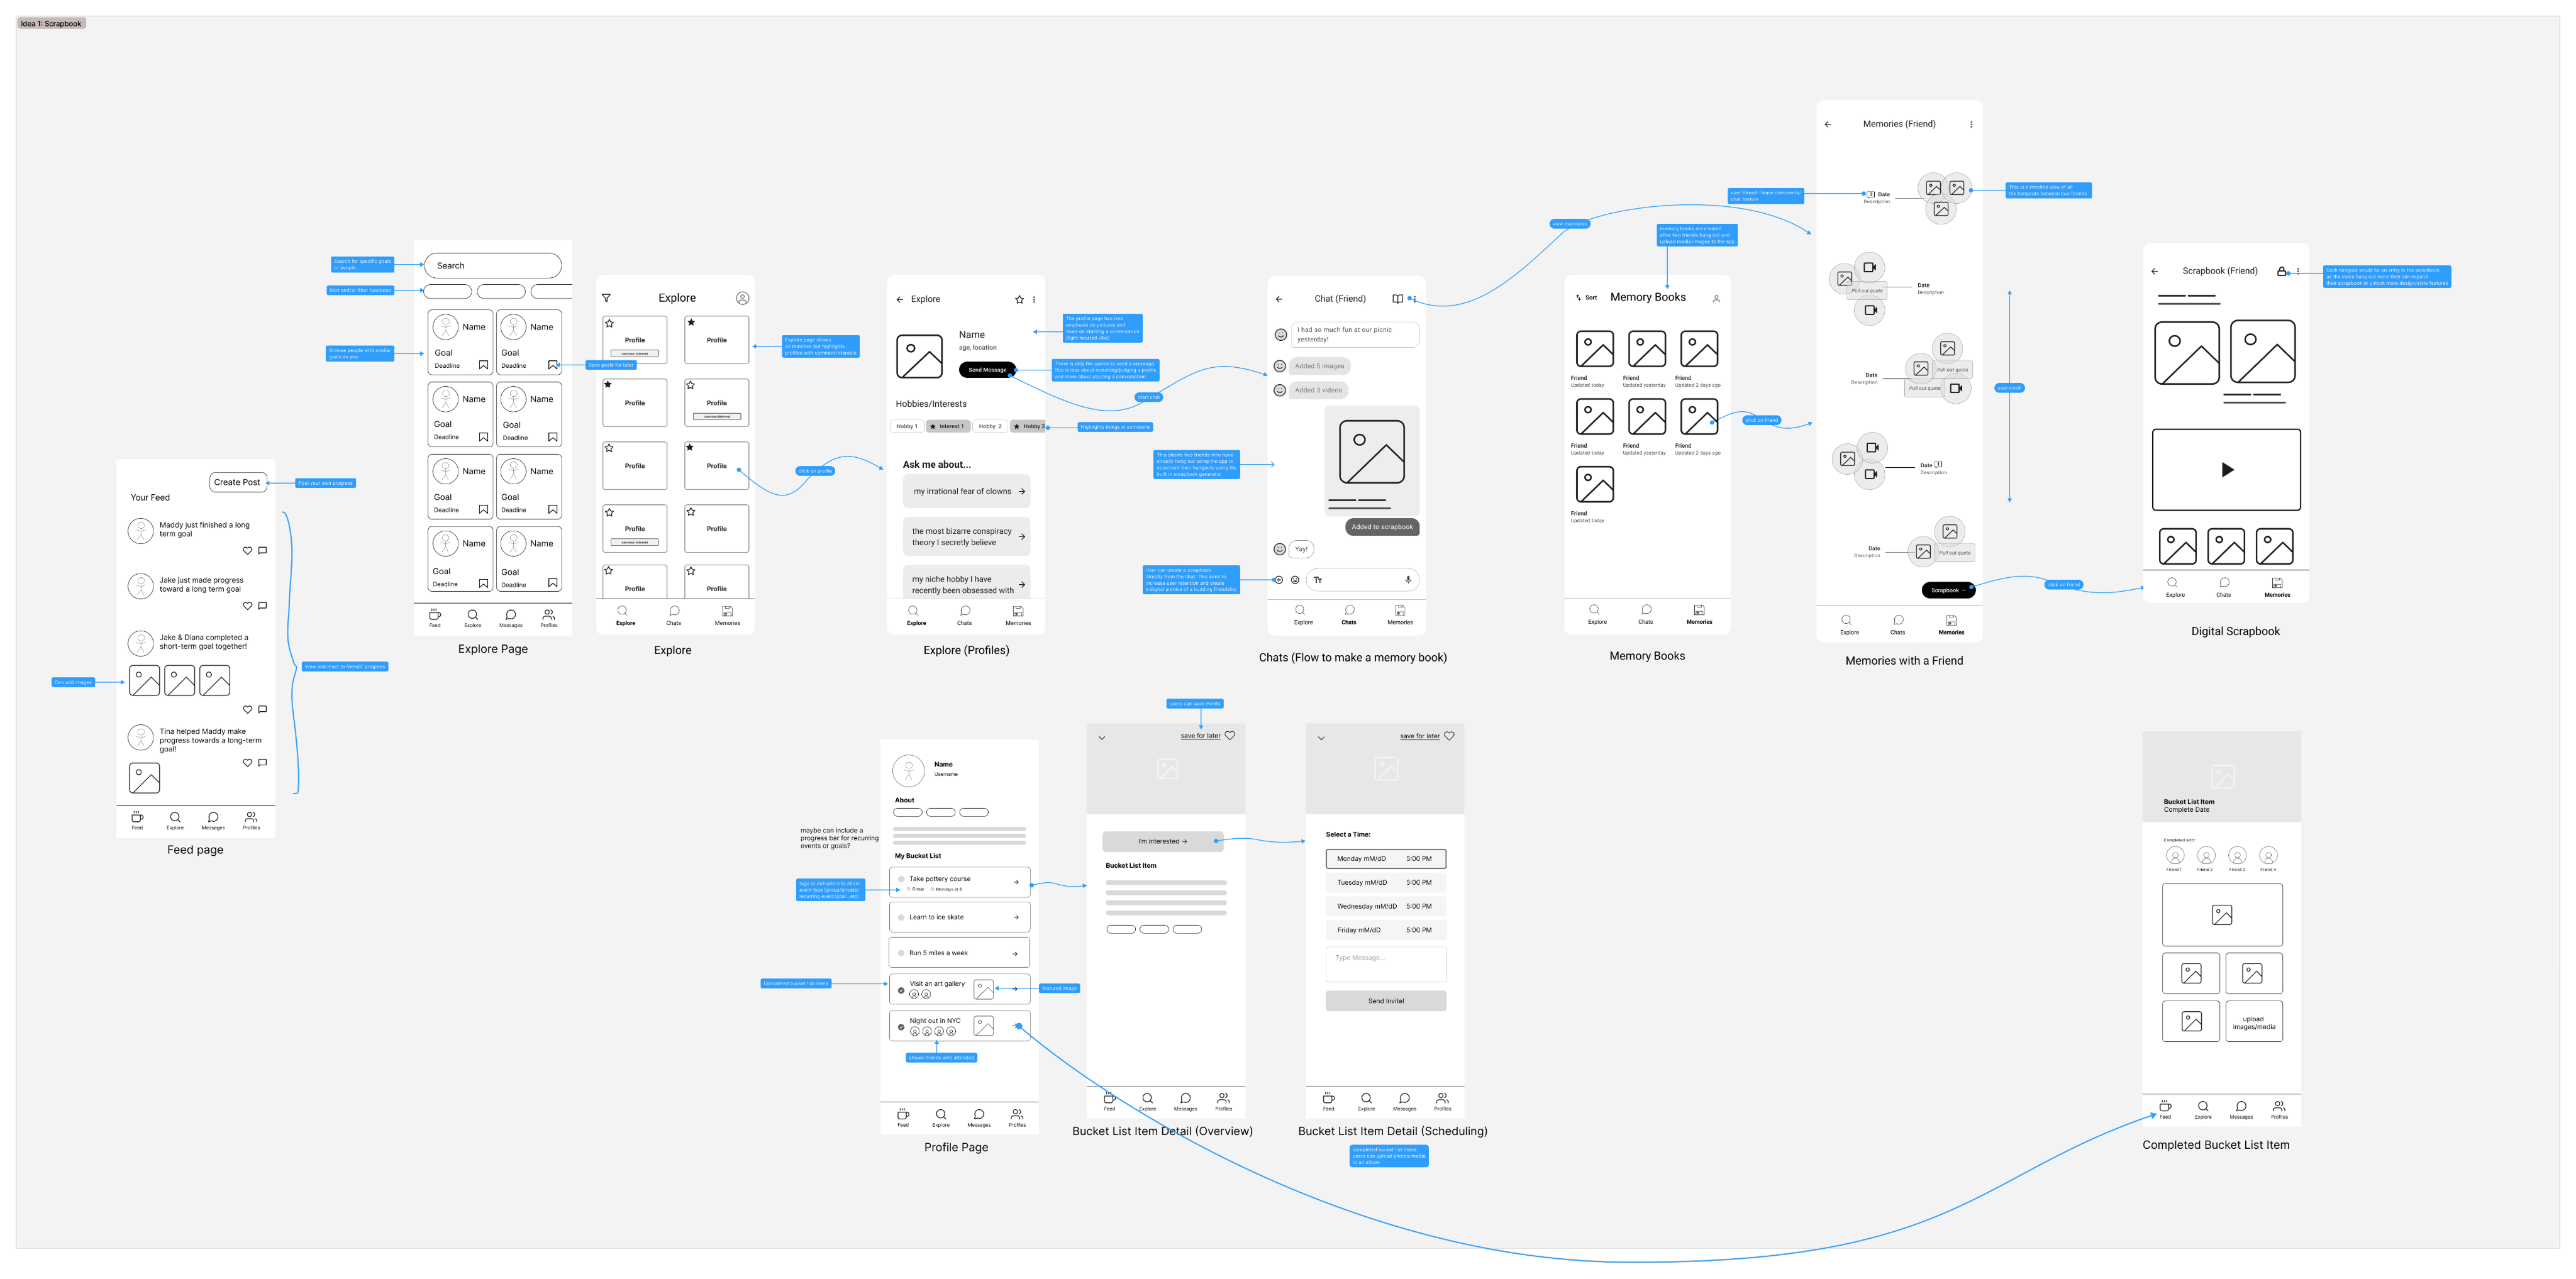 Idea 1: Scrapbook
Create Post
Post your own progress
Your Feed
Maddy just finished a long
term goal
Jake just made progress
toward a long term goal
Jake & Diana completed a
short-term goal together!
Can add images
View and react to friends' progress
Tina helped Maddy make
progress towards a long-term
goal!
Feed
Explore
Messages
Profiles
Feed page
Search for specific goals
or people
Search
Sort and/or filter functions
Browse people with similar
goals as you
Name
Goal
Deadline
Name
Goal
Deadline
Save goals for later
Name
Goal
Deadline
Name
Goal
Deadline
Name
Goal
Deadline
Name
Goal
Deadline
Name
Goal
Deadline
Name
Goal
Deadline
Feed
Explore
Messages
Profiles
Explore Page
Explore
Profile
common interest
Profile
Explore page shows
all matches but highlights
profiles with common interests
Profile
Profile
common interest
Profile
Profile
click on profile
Profile
common interest
Profile
Profile
Profile
Explore
Chats
Memories
Explore
Explore
Name
age, location
Send Message
The profile page has less
emphasis on pictures and
more on starting a conversation
(light-hearted vibe)
There is only the option to send a message
this is less about matching/judging a profile
and more about starting a conversation
start chat
Hobbies/Interests
Hobby 1
Interest 1
Hobby 2
Hobby 3
Highlights things in common
Ask me about...
my irrational fear of clowns
the most bizarre conspiracy
theory I secretly believe
my niche hobby I have
recently been obsessed with
Explore
Chats
Memories
Explore (Profiles)
Chat (Friend)
I had so much fun at our picnic
yesterday!
Added 5 images
Added 3 videos
This shows two friends who have
already hung out using the app to
document their hangouts using the
built in scrapbook generator
Added to scrapbook
Yay!
User can create a scrapbook
directly from the chat. This aims to
increase user retention and create
a digital archive of a budding friendship
Tт
Explore
Chats
Memories
Chats (Flow to make a memory book)
view memories
Memory books are created
after two friends hang out and
upload media/images to the app
Sort
Memory Books
Friend
Updated today
Friend
Updated yesterday
Friend
Updated 2 days ago
Friend
Updated today
Friend
Updated yesterday
Friend
Updated 2 days ago
Friend
Updated today
click on friend
Explore
Chats
Memories
Memory Books
Memories (Friend)
user thread - leave comments/
chat feature
Date
Description
This is a timeline view of all
the hangouts between two friends
Pull out quote
Date
Description
Date
Description
Pull out quote
Pull out quote
user scroll
Date
Description
Date
Description
Pull out quote
Scrapbook
click on friend
Explore
Chats
Memories
Memories with a Friend
Scrapbook (Friend)
Each hangout would be an entry in the scrapbook,
as the users hang out more they can expand
their scrapbook or unlock more design/style features
Explore
Chats
Memories
Digital Scrapbook
Name
Username
About
maybe can include a
progress bar for recurring
events or goals?
My Bucket List
tags or indicators to show
event type (group/private/
recurring event/goal...etc)
Take pottery course
Group
Mondays at 5
Learn to ice skate
Run 5 miles a week
Completed bucket list items
Visit an art gallery
featured image
Night out in NYC
shows friends who attended
Feed
Explore
Messages
Profiles
Profile Page
users can save events
save for later
I'm interested
Bucket List Item
Feed
Explore
Messages
Profiles
Bucket List Item Detail (Overview)
save for later
Select a Time:
Monday mM/dD 5:00 PM
Tuesday mM/dD 5:00 PM
Wednesday mM/dD 5:00 PM
Friday mM/dD 5:00 PM
Type Message...
Send Invite!
Feed
Explore
Messages
Profiles
Bucket List Item Detail (Scheduling)
completed bucket list items:
users can upload photos/media
to an album
Bucket List Item
Complete Date
Completed with:
Friend 1
Friend 2
Friend 3
Friend 4
upload
images/media
Feed
Explore
Messages
Profiles
Completed Bucket List Item